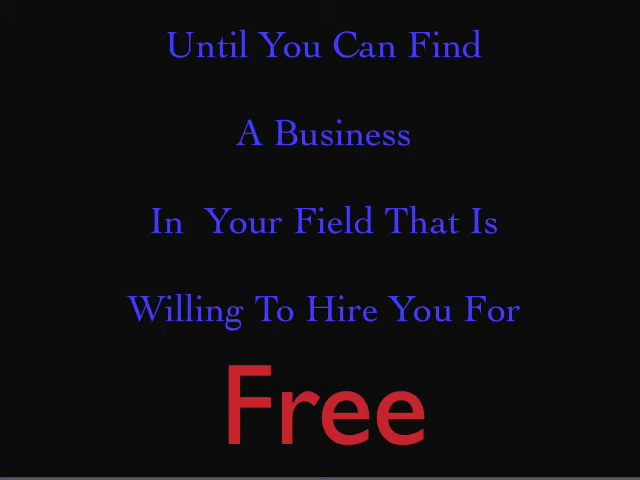 Until You Can Find
A Business
In Your Field That Is
Willing To Hire You For
Free